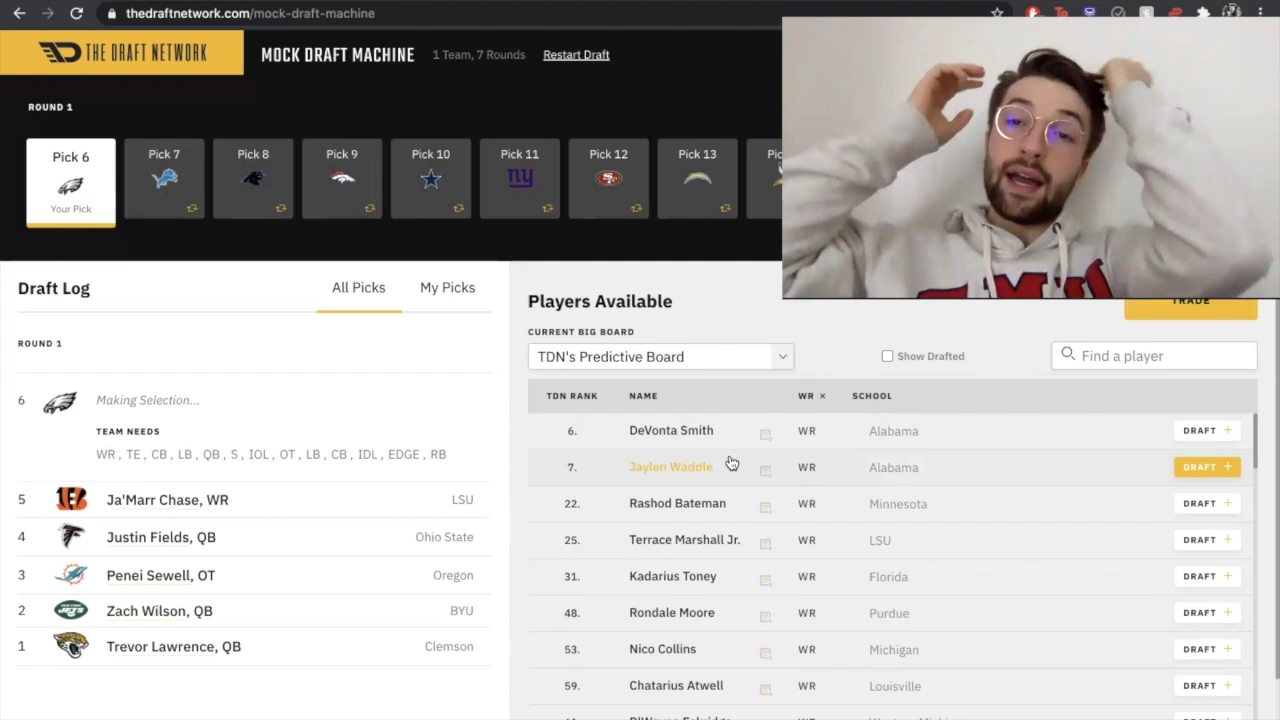 thedraftnetwork.com/mock-draft-machine
THE DRAFT NETWORK
MOCK DRAFT MACHINE
1 Team, 7 Rounds
Restart Draft
ROUND 1
Pick 6
Your Pick
Pick 7
Pick 8
Pick 9
Pick 10
Pick 11
ny
Pick 12
SF
Pick 13
Draft Log
All Picks
My Picks
ROUND 1
6
Making Selection...
TEAM NEEDS
WR , TE , CB , LB , QB , S , IOL , OT , LB , CB , IDL , EDGE , RB
5 Ja'Marr Chase, WR LSU
4 Justin Fields, QB Ohio State
3 Penei Sewell, OT Oregon
2 Zach Wilson, QB BYU
1 Trevor Lawrence, QB Clemson
Players Available
TRADE
CURRENT BIG BOARD
TDN's Predictive Board
Show Drafted
Find a player
TDN RANK NAME WR × SCHOOL
6. DeVonta Smith WR Alabama DRAFT +
7. Jaylen Waddle WR Alabama DRAFT +
22. Rashod Bateman WR Minnesota DRAFT +
25. Terrace Marshall Jr. WR LSU DRAFT +
31. Kadarius Toney WR Florida DRAFT +
48. Rondale Moore WR Purdue DRAFT +
53. Nico Collins WR Michigan DRAFT +
59. Chatarius Atwell WR Louisville DRAFT +